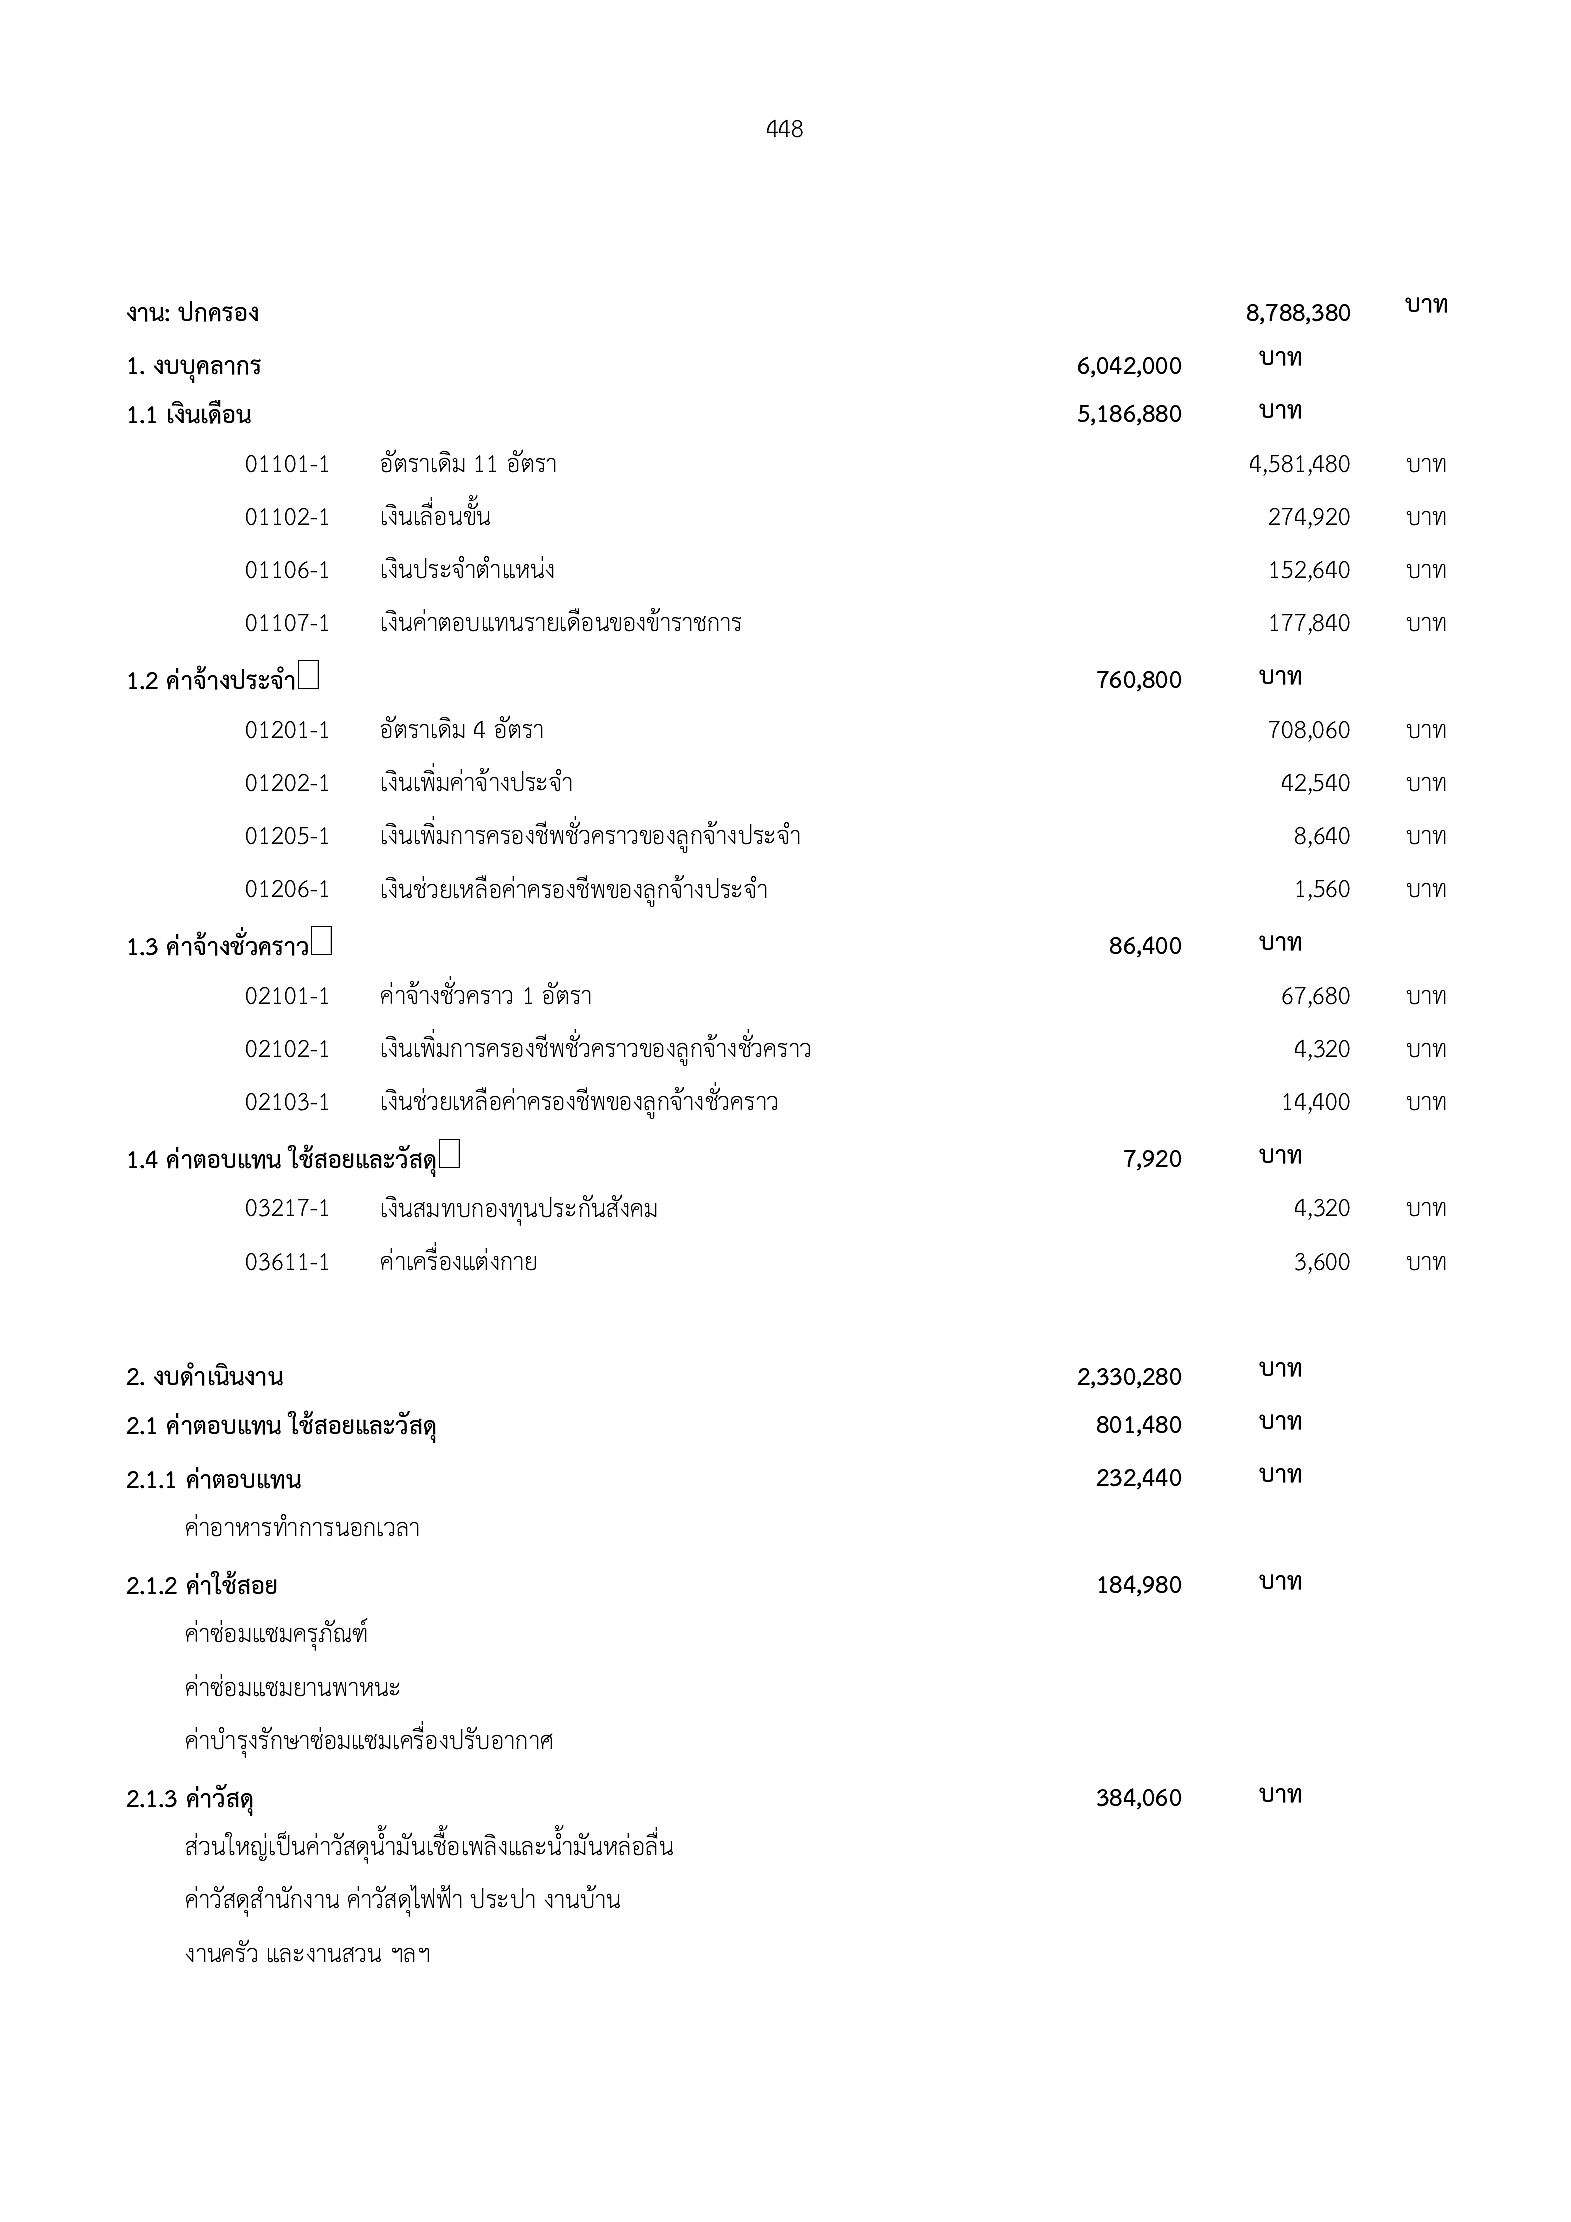 448
งาน: ปกครอง 8,788,380 บาท
1. งบบุคลากร 6,042,000 บาท
1.1 เงินเดือน 5,186,880 บาท
01101-1 อัตราเดิม 11 อัตรา 4,581,480 บาท
01102-1 เงินเลื่อนขั้น 274,920 บาท
01106-1 เงินประจำตำแหน่ง 152,640 บาท
01107-1 เงินค่าตอบแทนรายเดือนของข้าราชการ 177,840 บาท
1.2 ค่าจ้างประจำ 760,800 บาท
01201-1 อัตราเดิม 4 อัตรา 708,060 บาท
01202-1 เงินเพิ่มค่าจ้างประจำ 42,540 บาท
01205-1 เงินเพิ่มการครองชีพชั่วคราวของลูกจ้างประจำ 8,640 บาท
01206-1 เงินช่วยเหลือค่าครองชีพของลูกจ้างประจำ 1,560 บาท
1.3 ค่าจ้างชั่วคราว 86,400 บาท
02101-1 ค่าจ้างชั่วคราว 1 อัตรา 67,680 บาท
02102-1 เงินเพิ่มการครองชีพชั่วคราวของลูกจ้างชั่วคราว 4,320 บาท
02103-1 เงินช่วยเหลือค่าครองชีพของลูกจ้างชั่วคราว 14,400 บาท
1.4 ค่าตอบแทน ใช้สอยและวัสดุ 7,920 บาท
03217-1 เงินสมทบกองทุนประกันสังคม 4,320 บาท
03611-1 ค่าเครื่องแต่งกาย 3,600 บาท
2. งบดำเนินงาน 2,330,280 บาท
2.1 ค่าตอบแทน ใช้สอยและวัสดุ 801,480 บาท
2.1.1 ค่าตอบแทน 232,440 บาท
ค่าอาหารทำการนอกเวลา
2.1.2 ค่าใช้สอย 184,980 บาท
ค่าซ่อมแซมครุภัณฑ์
ค่าซ่อมแซมยานพาหนะ
ค่าบำรุงรักษาซ่อมแซมเครื่องปรับอากาศ
2.1.3 ค่าวัสดุ 384,060 บาท
ส่วนใหญ่เป็นค่าวัสดุน้ำมันเชื้อเพลิงและน้ำมันหล่อลื่น
ค่าวัสดุสำนักงาน ค่าวัสดุไฟฟ้า ประปา งานบ้าน
งานครัว และงานสวน ฯลฯ